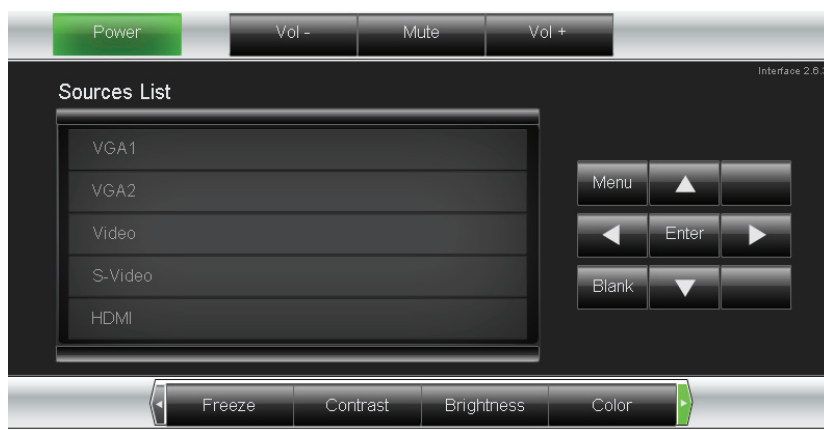 Power Vol - Mute Vol +
Interface 2.6.
Sources List
VGA1
VGA2
Video
S-Video
HDMI
Menu
Enter
Blank
Freeze Contrast Brightness Color